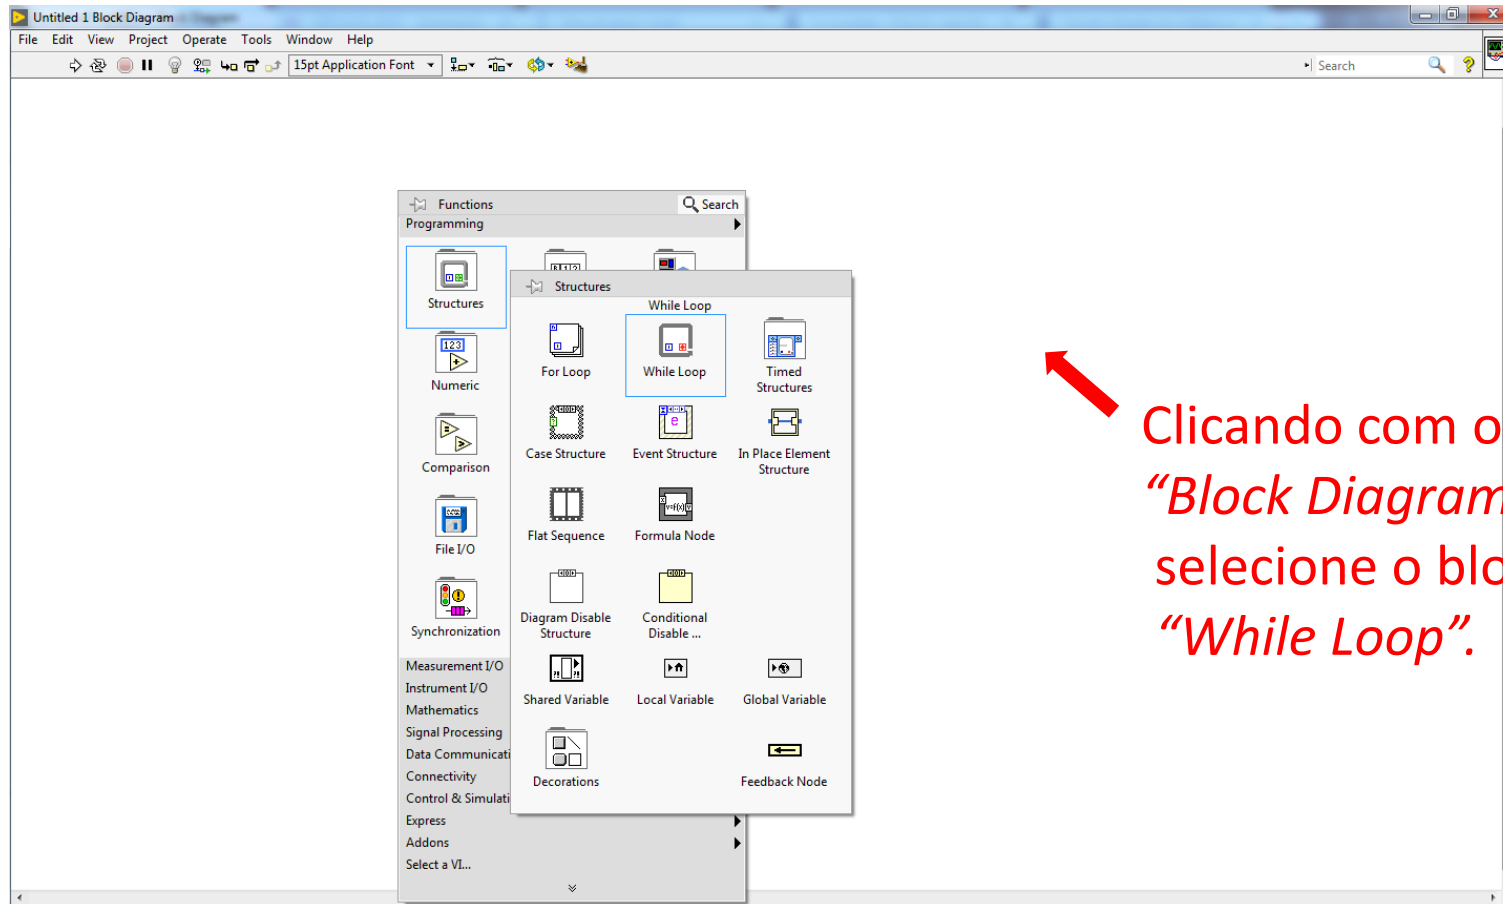 Untitled 1 Block Diagram
File Edit View Project Operate Tools Window Help
15pt Application Font
Search
Functions
Search
Programming
Structures
Structures
While Loop
For Loop
While Loop
Timed
Structures
Numeric
Case Structure
Event Structure
In Place Element
Structure
Comparison
Flat Sequence
Formula Node
File I/O
Diagram Disable
Structure
Conditional
Disable ...
Synchronization
Measurement I/O
Instrument I/O
Shared Variable
Local Variable
Global Variable
Mathematics
Signal Processing
Data Communicati
Connectivity
Decorations
Feedback Node
Control & Simulati
Express
Addons
Select a VI...
Clicando com o
“Block Diagram
selecione o blo
“While Loop”.